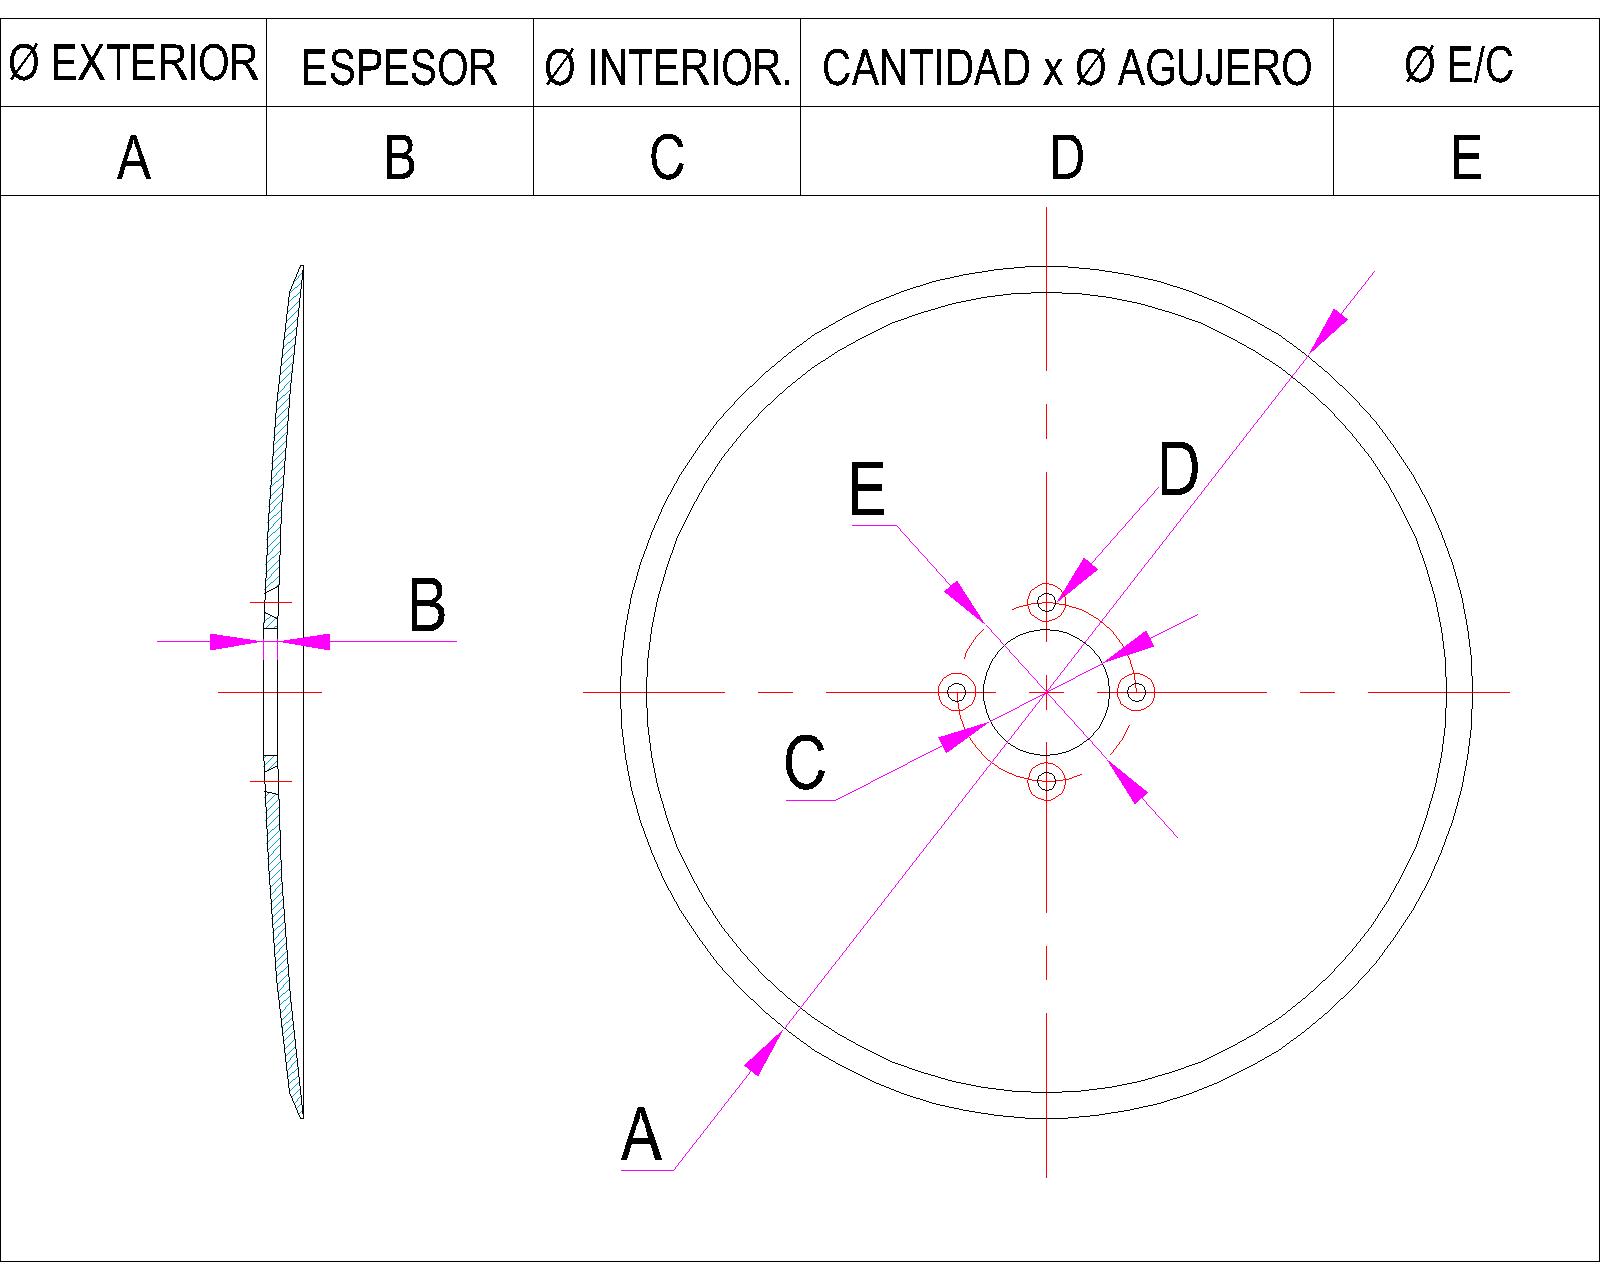 Ø EXTERIOR ESPESOR Ø INTERIOR. CANTIDAD x Ø AGUJERO Ø E/C
A B C D E
D
E
B
C
A